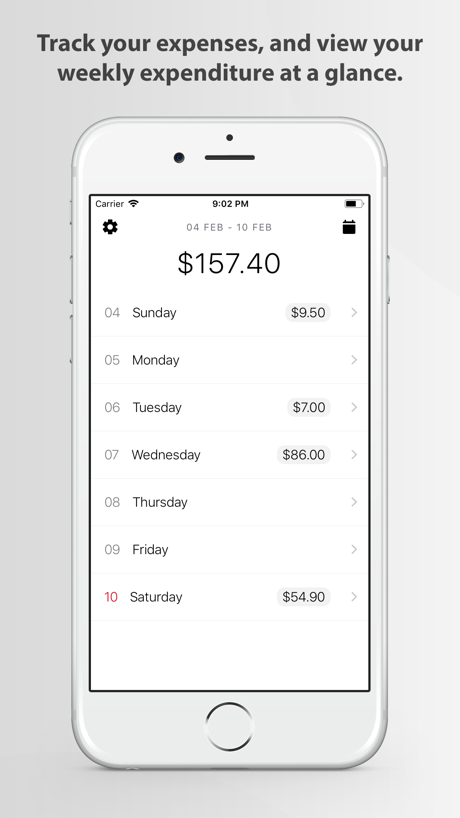 Track your expenses, and view your
weekly expenditure at a glance.
Carrier 9:02 PM
04 FEB - 10 FEB
$157.40
04 Sunday $9.50
05 Monday
06 Tuesday $7.00
07 Wednesday $86.00
08 Thursday
09 Friday
10 Saturday $54.90